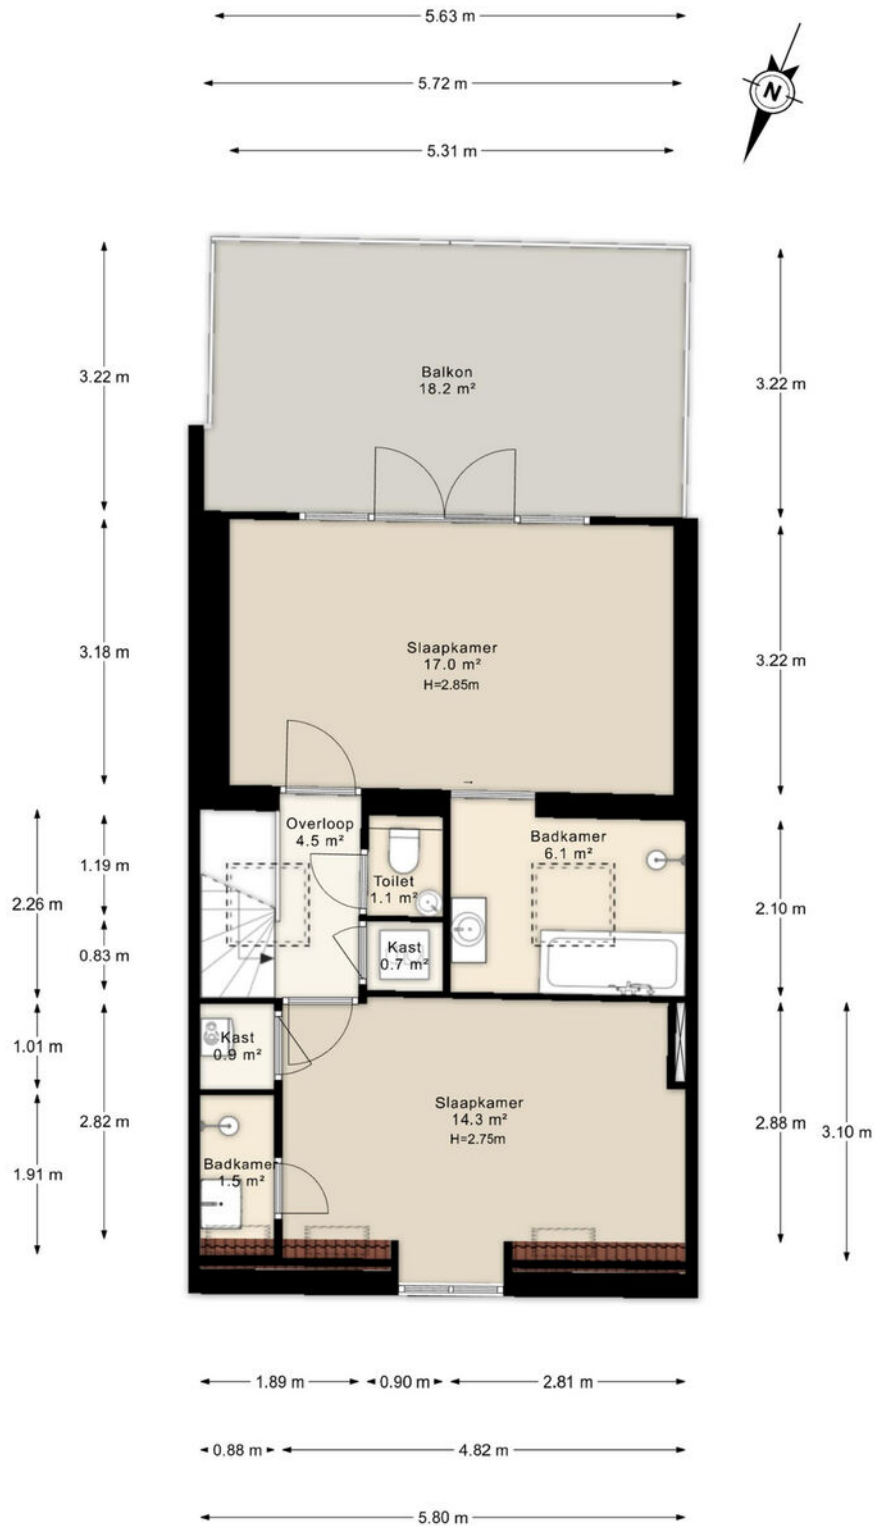 5.63 m
5.72 m
N
5.31 m
3.22 m
Balkon
18.2 m²
3.22 m
3.18 m
Slaapkamer
17.0 m²
H=2.85m
3.22 m
2.26 m
1.19 m
0.83 m
Overloop
4.5 m²
Toilet
1.1 m²
Badkamer
6.1 m²
2.10 m
Kast
0.7 m²
1.01 m
Kast
0.9 m²
2.82 m
Slaapkamer
14.3 m²
H=2.75m
2.88 m
3.10 m
1.91 m
Badkamer
1.5 m²
1.89 m
0.90 m
2.81 m
0.88 m
4.82 m
5.80 m